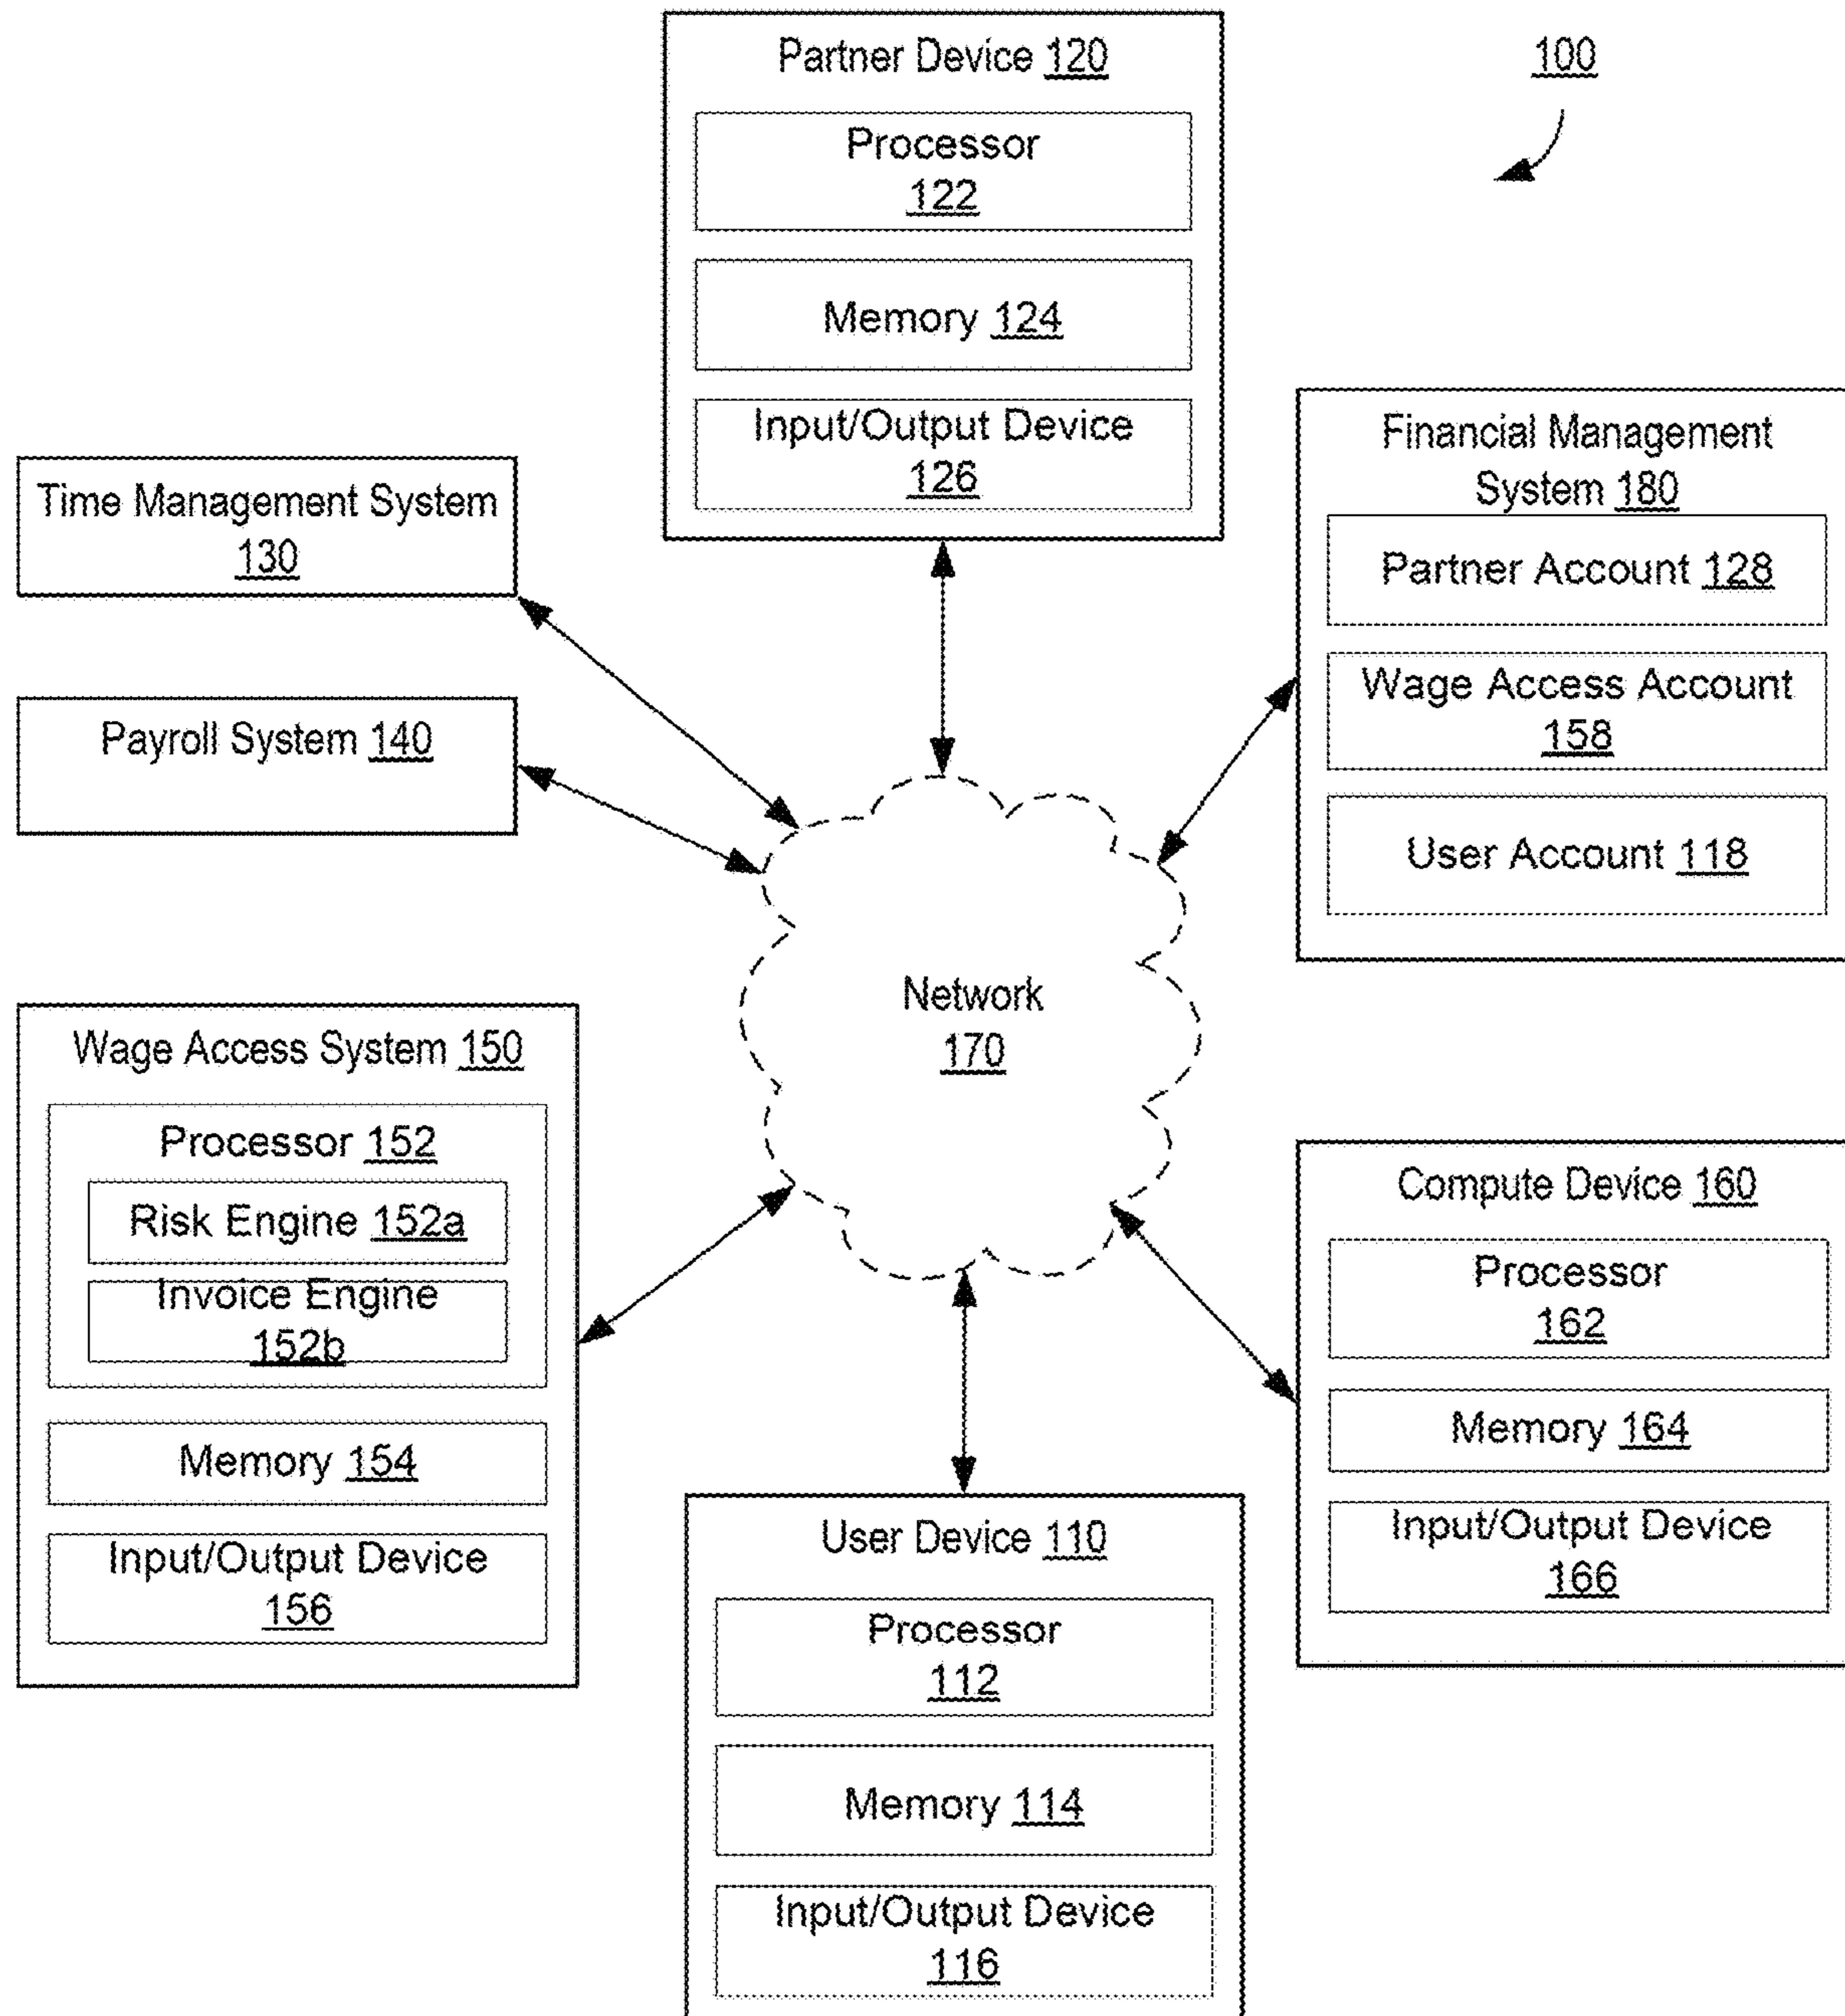 Partner Device 120
Processor
122
Memory 124
Input/Output Device
126
100
Time Management System
130
Payroll System 140
Financial Management
System 180
Partner Account 128
Wage Access Account
158
User Account 118
Network
170
Wage Access System 150
Processor 152
Risk Engine 152a
Invoice Engine
152b
Memory 154
Input/Output Device
156
Compute Device 160
Processor
162
Memory 164
Input/Output Device
166
User Device 110
Processor
112
Memory 114
Input/Output Device
116